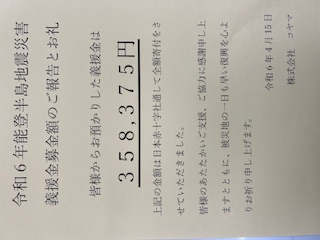 令和６年能登半島地震災害
義援金募金額のご報告とお礼
皆様からお預かりした義援金は
３５８,３７５円
上記の金額は日本赤十字社通して全額寄付をさ
せていただきました。
皆様のあたたかいご支援、ご協力に感謝申し上
ますとともに、被災地の一日も早い復興を心よ
りお祈り申し上げます。
令和６年４月１５日
株式会社　コヤマ